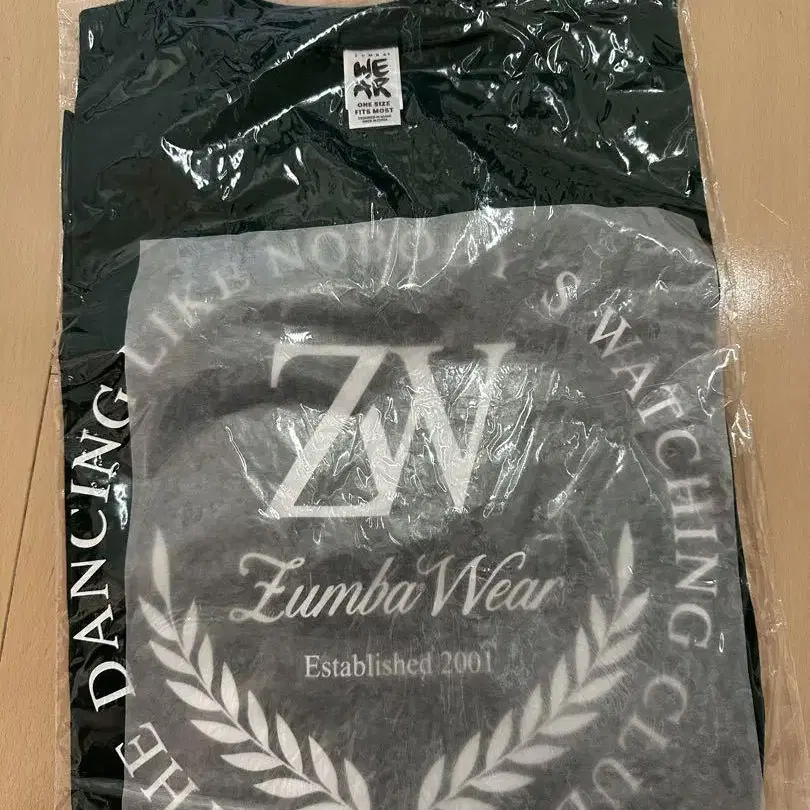 ZUMBA
WEAR
ONE SIZE
FITS MOST
THE DANCING LIKE NOBODY'S WATCHING CLUB
ZW
Zumba Wear
Established 2001